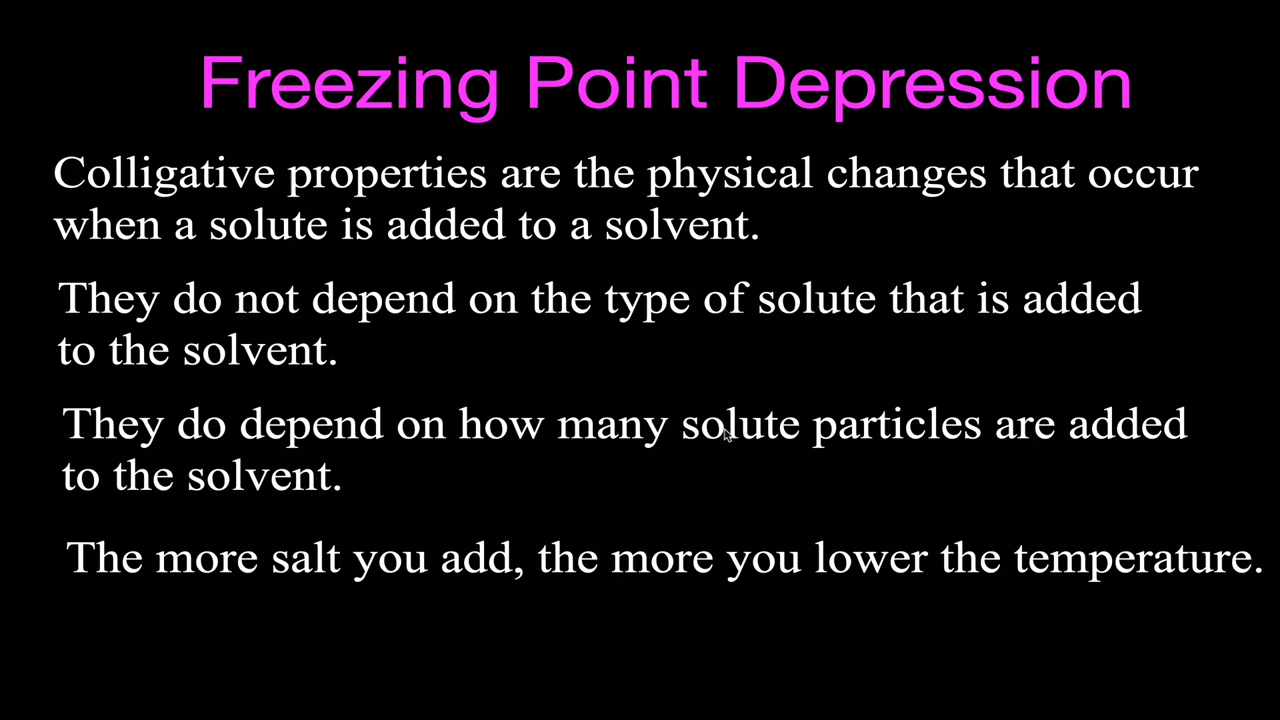 Freezing Point Depression
Colligative properties are the physical changes that occur
when a solute is added to a solvent.
They do not depend on the type of solute that is added
to the solvent.
They do depend on how many solute particles are added
to the solvent.
The more salt you add, the more you lower the temperature.